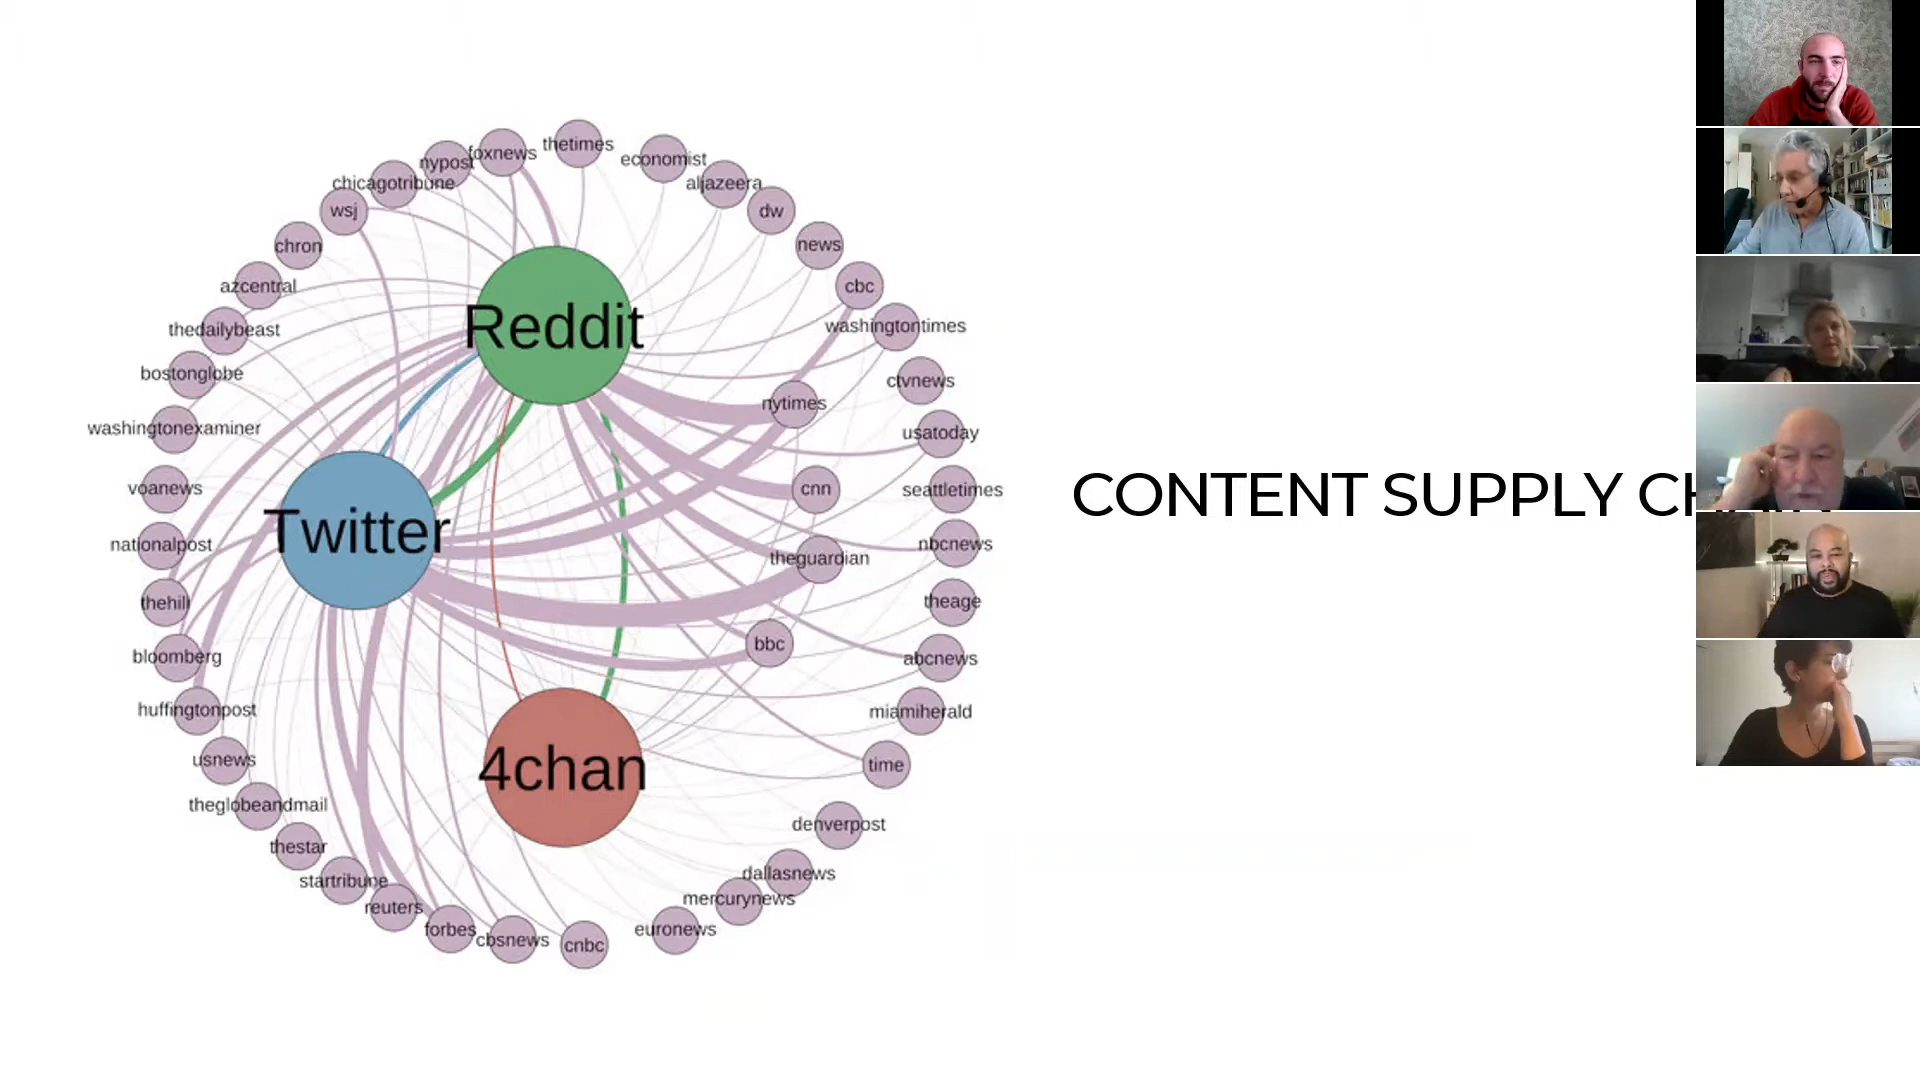 thetimes
foxnews
nypost
economist
chicagotribune
aljazeera
wsj
dw
chron
news
azcentral
cbc
thedailybeast
Reddit
washingtontimes
bostonglobe
ctvnews
nytimes
washingtonexaminer
usatoday
voanews
cnn
seattletimes
CONTENT SUPPLY
Twitter
nationalpost
theguardian
nbcnews
thehill
theage
bloomberg
bbc
abcnews
huffingtonpost
miamiherald
usnews
4chan
time
theglobeandmail
denverpost
thestar
dallasnews
startribune
mercurynews
reuters
forbes
cbsnews
cnbc
euronews